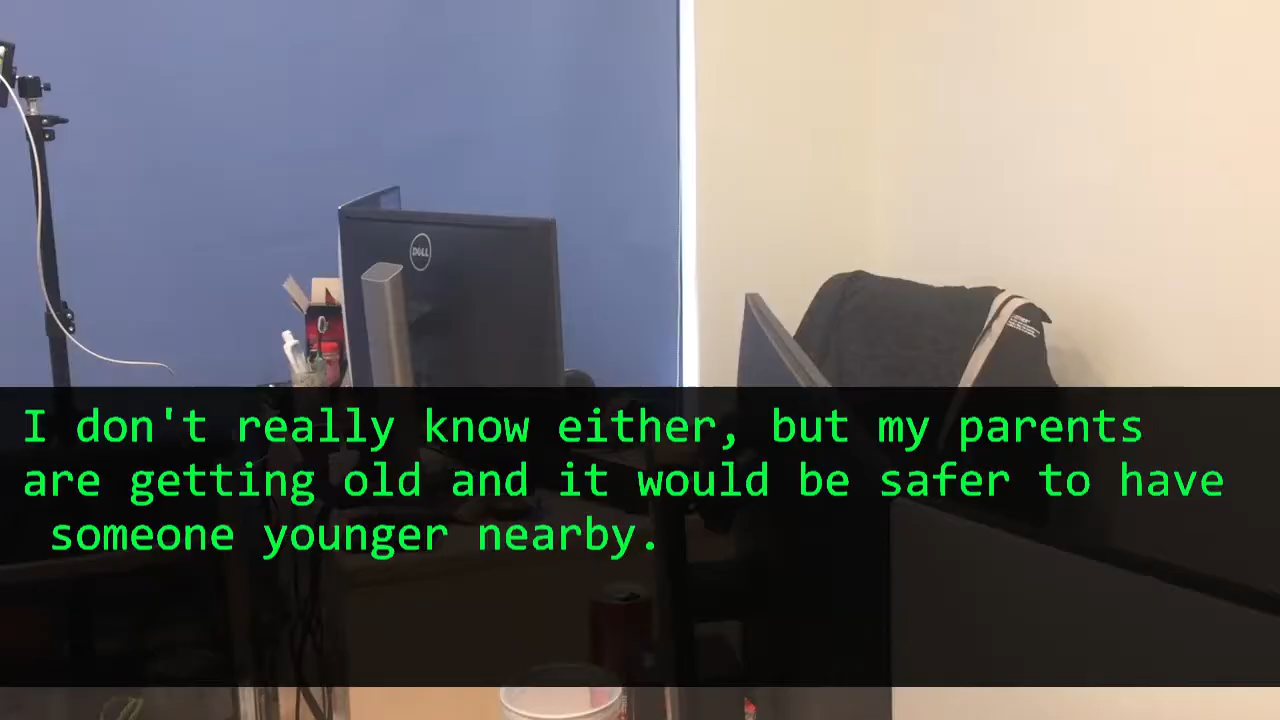 DELL
I don't really know either, but my parents
are getting old and it would be safer to have
someone younger nearby.